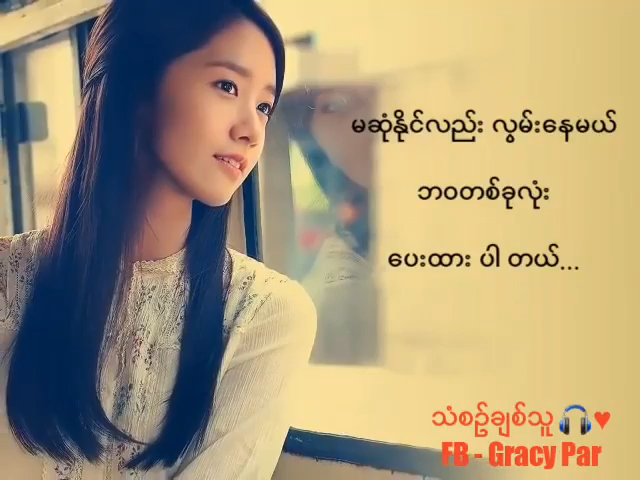 မဆုံနိုင်လည်း လွမ်းနေမယ်
ဘဝတစ်ခုလုံး
ပေးထား ပါ တယ်...
သံစဥ်ချစ်သူ 🎧♥
FB - Gracy Par